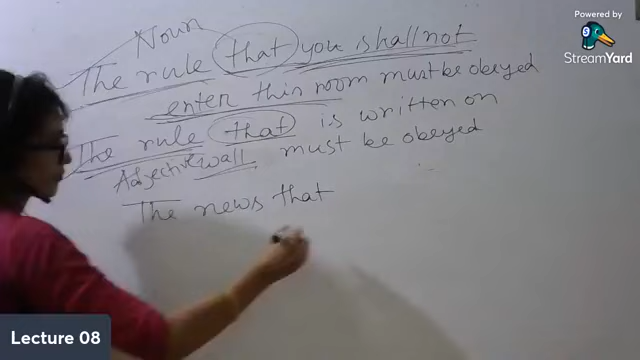 Powered by
StreamYard
Noun
The rule that you shall not
enter this room must be obeyed
The rule that is written on
Adjective wall must be obeyed
The news that
Lecture 08